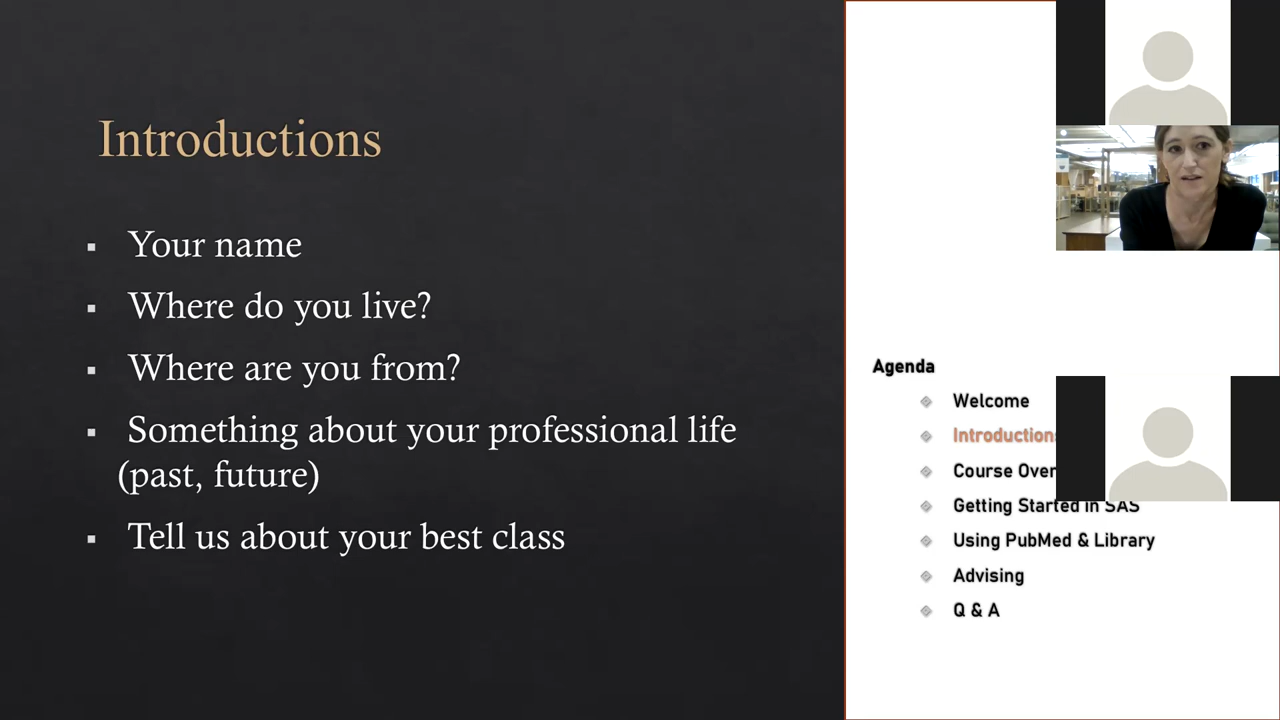 Introductions
Your name
Where do you live?
Where are you from?
Something about your professional life
(past, future)
Tell us about your best class
Agenda
Welcome
Introductions
Course Over
Getting Started in SAS
Using PubMed & Library
Advising
Q & A